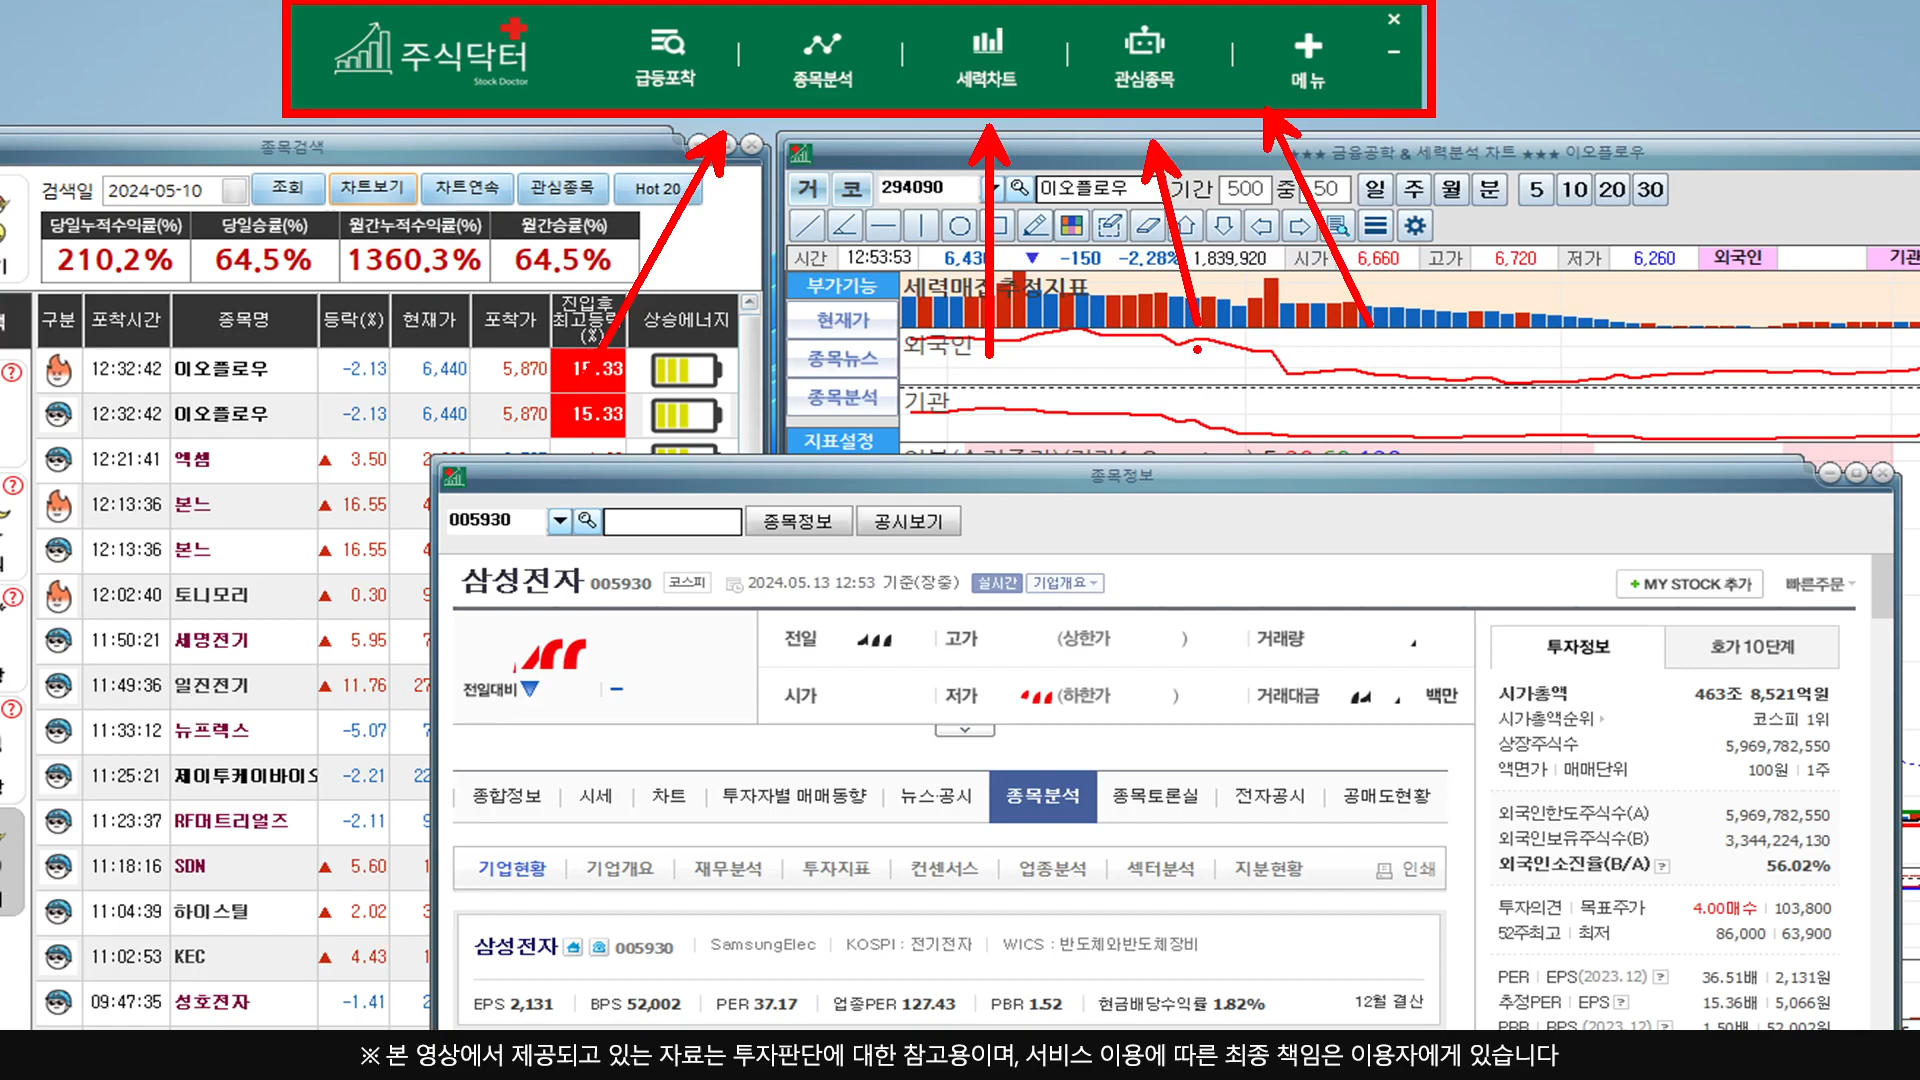 주식닥터
Stock Doctor
급등포착
종목분석
세력차트
관심종목
메뉴
종목검색
검색일 2024-05-10 조회 차트보기 차트연속 관심종목 Hot 20
당일누적수익률(%) 당일승률(%) 월간누적수익률(%) 월간승률(%)
210.2% 64.5% 1360.3% 64.5%
구분 포착시간 종목명 등락(%) 현재가 포착가 진입후 최고등락(%) 상승에너지
12:32:42 이오플로우 -2.13 6,440 5,870 15.33
12:32:42 이오플로우 -2.13 6,440 5,870 15.33
12:21:41 엑셈 ▲ 3.50
12:13:36 본느 ▲ 16.55
12:13:36 본느 ▲ 16.55
12:02:40 토니모리 ▲ 0.30
11:50:21 세명전기 ▲ 5.95
11:49:36 일진전기 ▲ 11.76
11:33:12 뉴프렉스 -5.07
11:25:21 제이투케이바이오 -2.21
11:23:37 RF머트리얼즈 -2.11
11:18:16 SDN ▲ 5.60
11:04:39 하이스틸 ▲ 2.02
11:02:53 KEC ▲ 4.43
09:47:35 성호전자 -1.41
★★★ 금융공학 & 세력분석 차트 ★★★ 이오플로우
거 코 294090 이오플로우 기간 500 중 50 일 주 월 분 5 10 20 30
시간 12:53:53 6,430 ▼ -150 -2.28% 1,839,920 시가 6,660 고가 6,720 저가 6,260 외국인 기관
부가기능
현재가
종목뉴스
종목분석
지표설정
세력매집추정지표
외국인
기관
종목정보
005930 종목정보 공시보기
삼성전자 005930 코스피 2024.05.13 12:53 기준(장중) 실시간 기업개요
+ MY STOCK 추가 빠른주문
전일대비 ▼ -
전일 고가 (상한가 ) 거래량
시가 저가 (하한가 ) 거래대금 백만
종합정보 시세 차트 투자자별 매매동향 뉴스·공시 종목분석 종목토론실 전자공시 공매도현황
기업현황 기업개요 재무분석 투자지표 컨센서스 업종분석 섹터분석 지분현황 인쇄
삼성전자 005930 SamsungElec KOSPI : 전기전자 WICS : 반도체와반도체장비
EPS 2,131 BPS 52,002 PER 37.17 업종PER 127.43 PBR 1.52 현금배당수익률 1.82% 12월 결산
투자정보 호가10단계
시가총액 463조 8,521억원
시가총액순위 코스피 1위
상장주식수 5,969,782,550
액면가 | 매매단위 100원 | 1주
외국인한도주식수(A) 5,969,782,550
외국인보유주식수(B) 3,344,224,130
외국인소진율(B/A) ? 56.02%
투자의견 | 목표주가 4.00매수 | 103,800
52주최고 | 최저 86,000 | 63,900
PER | EPS(2023.12) ? 36.51배 | 2,131원
추정PER | EPS ? 15.36배 | 5,066원
PBR | BPS (2023.12) ? 1.50배 | 52,002원
※ 본 영상에서 제공되고 있는 자료는 투자판단에 대한 참고용이며, 서비스 이용에 따른 최종 책임은 이용자에게 있습니다